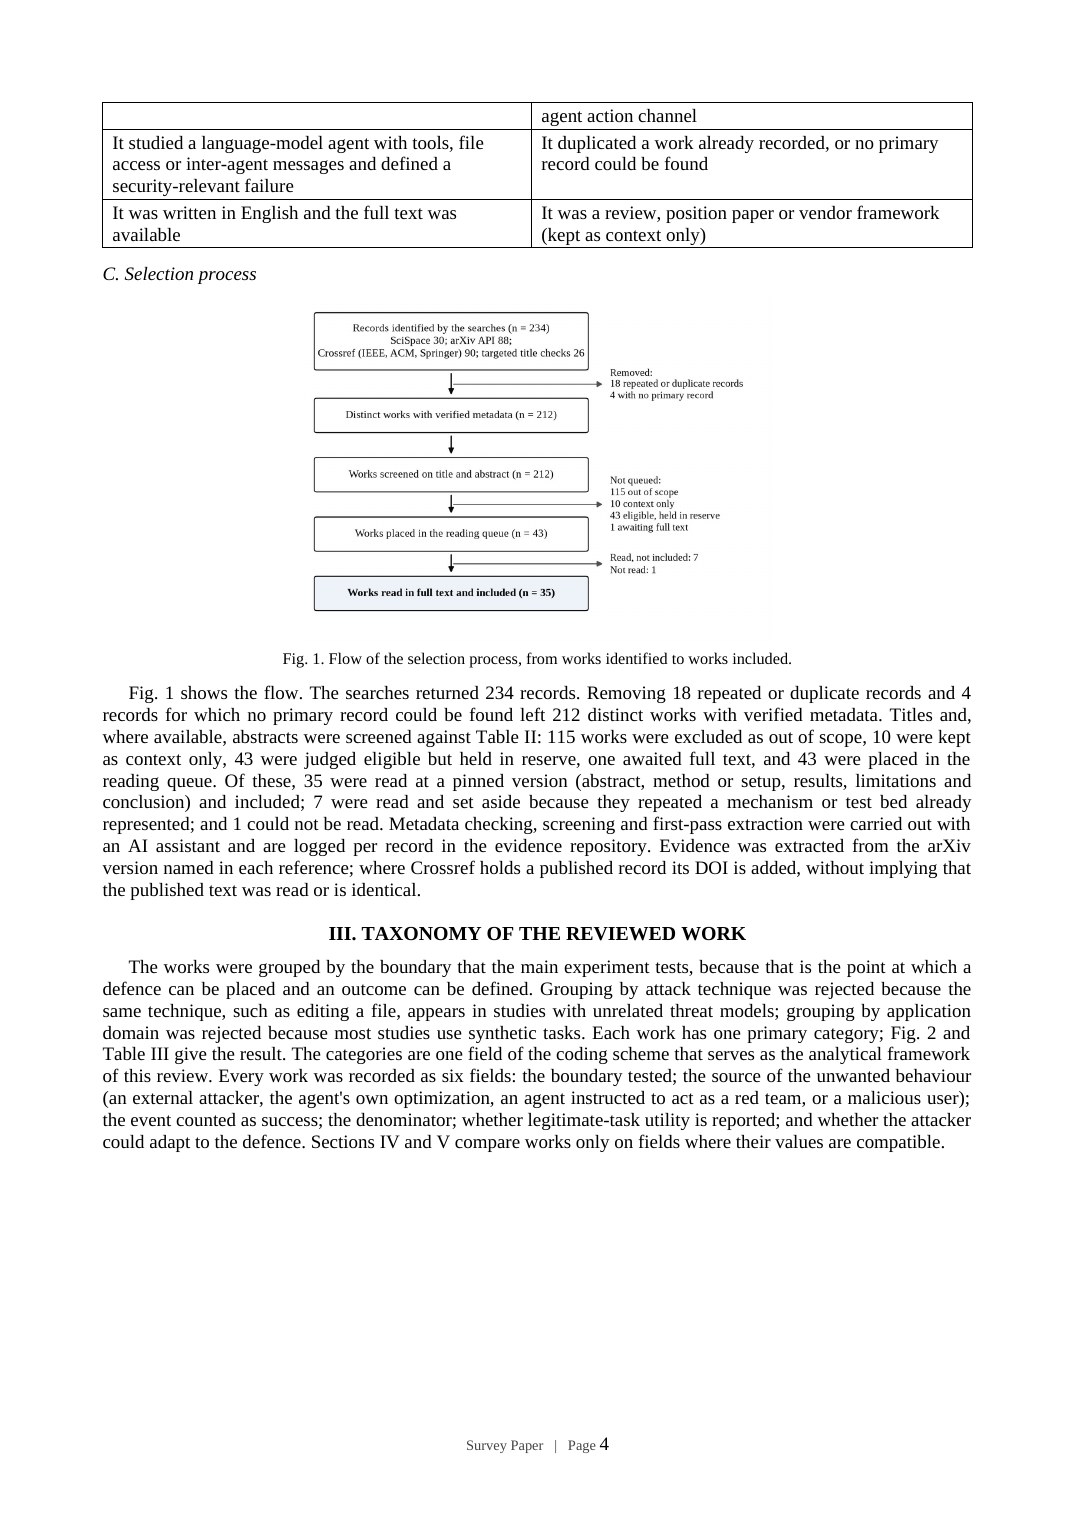 agent action channel
It studied a language-model agent with tools, file
access or inter-agent messages and defined a
security-relevant failure
It duplicated a work already recorded, or no primary
record could be found
It was written in English and the full text was
available
It was a review, position paper or vendor framework
(kept as context only)
C. Selection process
Records identified by the searches (n = 234)
SciSpace 30; arXiv API 88;
Crossref (IEEE, ACM, Springer) 90; targeted title checks 26
Removed:
18 repeated or duplicate records
4 with no primary record
Distinct works with verified metadata (n = 212)
Works screened on title and abstract (n = 212)
Not queued:
115 out of scope
10 context only
43 eligible, held in reserve
1 awaiting full text
Works placed in the reading queue (n = 43)
Read, not included: 7
Not read: 1
Works read in full text and included (n = 35)
Fig. 1. Flow of the selection process, from works identified to works included.
Fig. 1 shows the flow. The searches returned 234 records. Removing 18 repeated or duplicate records and 4
records for which no primary record could be found left 212 distinct works with verified metadata. Titles and,
where available, abstracts were screened against Table II: 115 works were excluded as out of scope, 10 were kept
as context only, 43 were judged eligible but held in reserve, one awaited full text, and 43 were placed in the
reading queue. Of these, 35 were read at a pinned version (abstract, method or setup, results, limitations and
conclusion) and included; 7 were read and set aside because they repeated a mechanism or test bed already
represented; and 1 could not be read. Metadata checking, screening and first-pass extraction were carried out with
an AI assistant and are logged per record in the evidence repository. Evidence was extracted from the arXiv
version named in each reference; where Crossref holds a published record its DOI is added, without implying that
the published text was read or is identical.
III. TAXONOMY OF THE REVIEWED WORK
The works were grouped by the boundary that the main experiment tests, because that is the point at which a
defence can be placed and an outcome can be defined. Grouping by attack technique was rejected because the
same technique, such as editing a file, appears in studies with unrelated threat models; grouping by application
domain was rejected because most studies use synthetic tasks. Each work has one primary category; Fig. 2 and
Table III give the result. The categories are one field of the coding scheme that serves as the analytical framework
of this review. Every work was recorded as six fields: the boundary tested; the source of the unwanted behaviour
(an external attacker, the agent's own optimization, an agent instructed to act as a red team, or a malicious user);
the event counted as success; the denominator; whether legitimate-task utility is reported; and whether the attacker
could adapt to the defence. Sections IV and V compare works only on fields where their values are compatible.
Survey Paper | Page 4